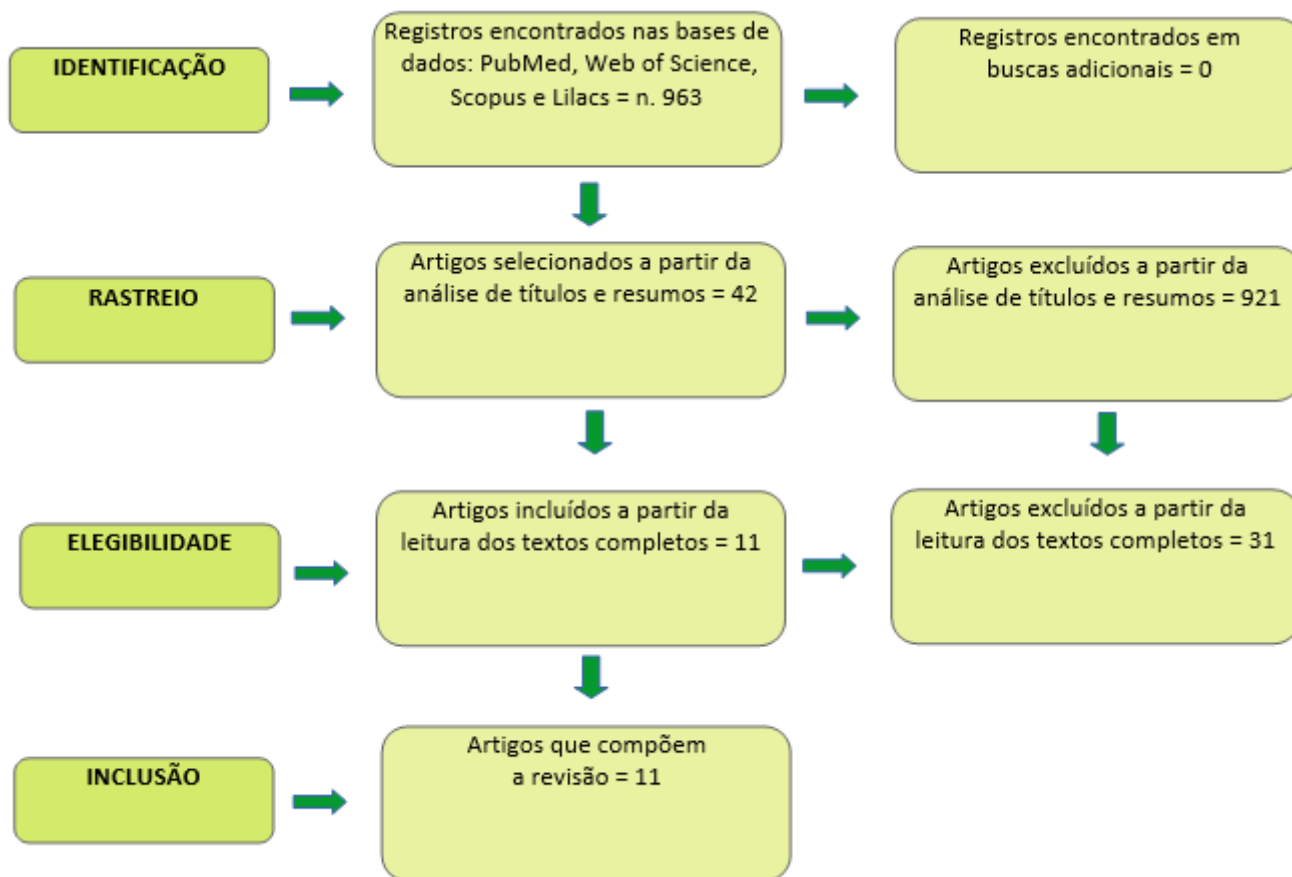 IDENTIFICAÇÃO
Registros encontrados nas bases de
dados: PubMed, Web of Science,
Scopus e Lilacs = n. 963
Registros encontrados em
buscas adicionais = 0
RASTREIO
Artigos selecionados a partir da
análise de títulos e resumos = 42
Artigos excluídos a partir da
análise de títulos e resumos = 921
ELEGIBILIDADE
Artigos incluídos a partir da
leitura dos textos completos = 11
Artigos excluídos a partir da
leitura dos textos completos = 31
INCLUSÃO
Artigos que compõem
a revisão = 11